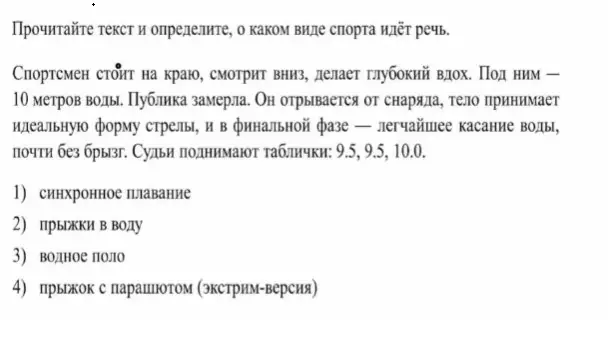 Прочитайте текст и определите, о каком виде спорта идёт речь.
Спортсмен стоит на краю, смотрит вниз, делает глубокий вдох. Под ним —
10 метров воды. Публика замерла. Он отрывается от снаряда, тело принимает
идеальную форму стрелы, и в финальной фазе — легчайшее касание воды,
почти без брызг. Судьи поднимают таблички: 9.5, 9.5, 10.0.
1) синхронное плавание
2) прыжки в воду
3) водное поло
4) прыжок с парашютом (экстрим-версия)